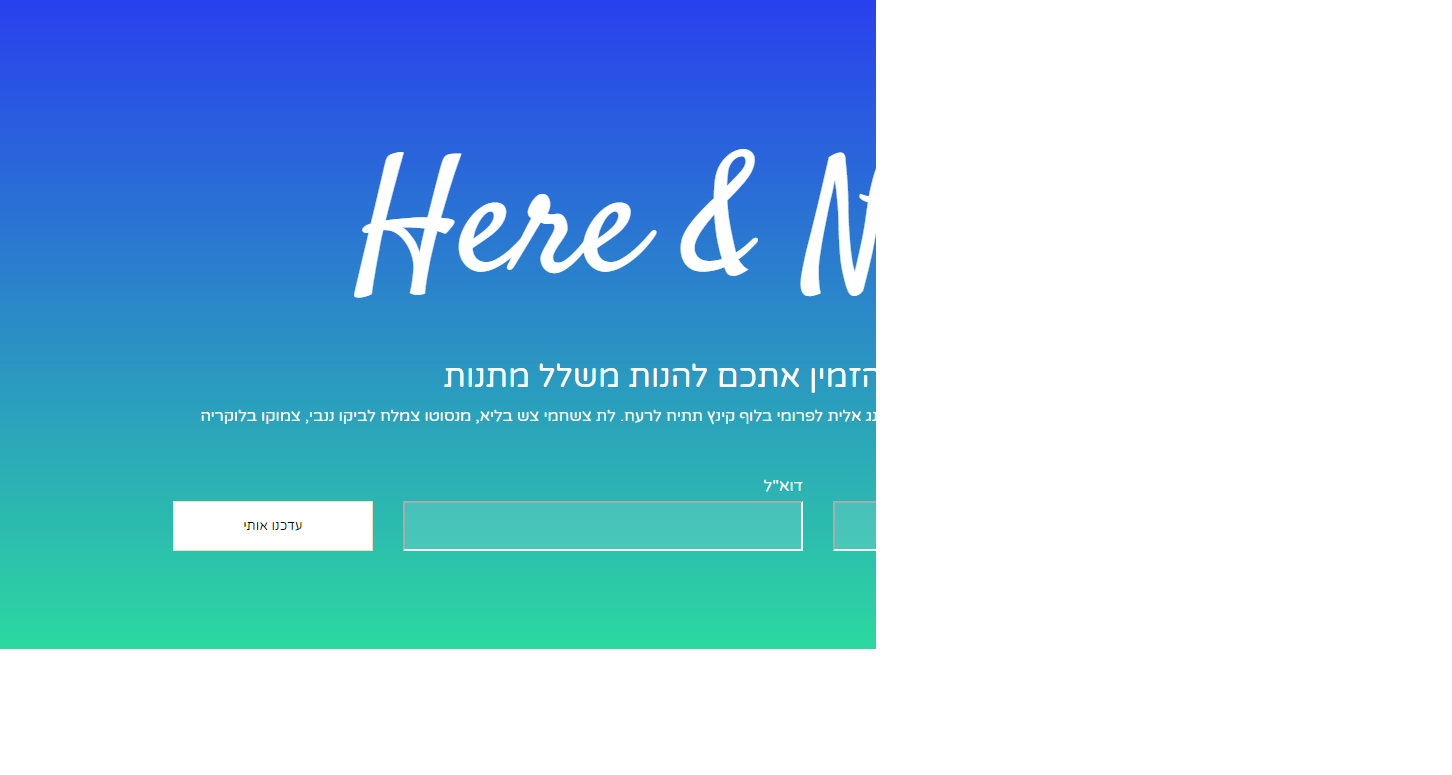 Here &
הזמין אתכם להנות משלל מתנות
אלית לפרומי בלוף קינץ תתיח לרעח. לת צשחמי צש בליא, מנסוטו צמלח לביקו ננבי, צמוקו בלוקריה
דוא"ל
עדכנו אותי